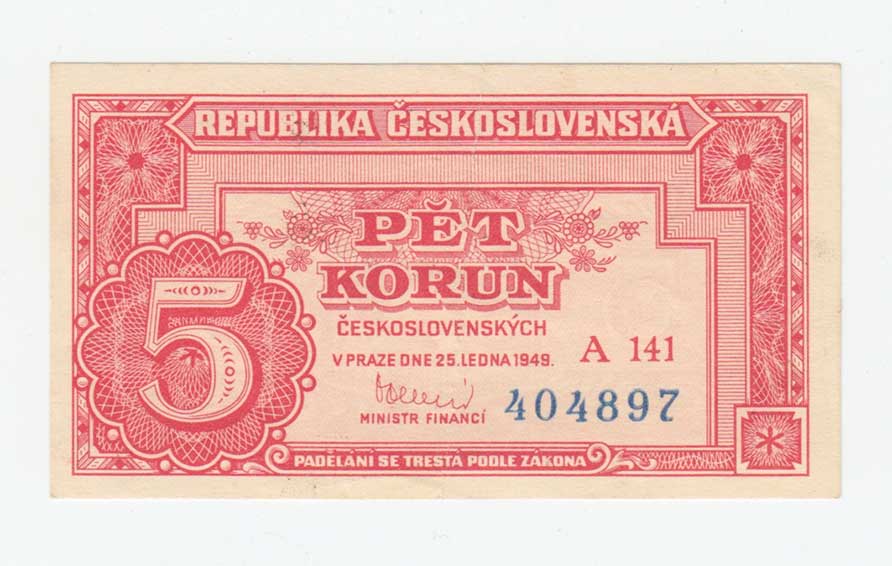 REPUBLIKA ČESKOSLOVENSKÁ
PĚT
KORUN
ČESKOSLOVENSKÝCH
V PRAZE DNE 25. LEDNA 1949.
A 141
MINISTR FINANCÍ
404897
5
PADĚLÁNÍ SE TRESTÁ PODLE ZÁKONA